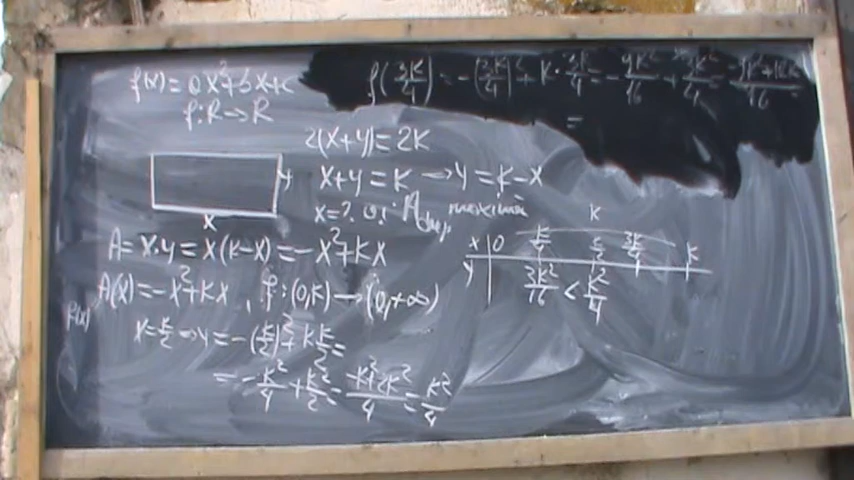 f(x)=ax²+bx+c
f:R→R
f(3K/4)=-(3K/4)²+K·3K/4=-9K²/16+3K²/4=-9K²+12K²/16=
=
2(x+y)=2K
x+y=K→y=K-x
y
x
A=x·y=x(K-x)=-x²+Kx
A(x)=-x²+Kx, f:(0,K)→(0,+∞)
f(x)
x=K/2→y=-(K/2)²+K K/2=
=-K²/4+K²/2=-K²+2K²/4=K²/4
K
x 0 K/4 K/2 3K/4 K
y 3K²/16 < K²/4